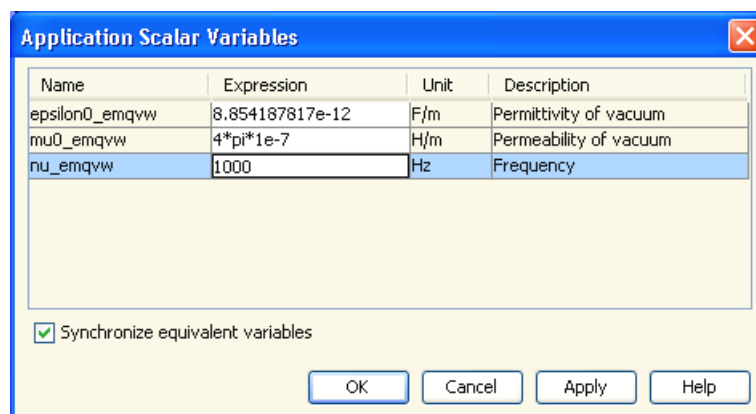 Application Scalar Variables
Name Expression Unit Description
epsilon0_emqvw 8.854187817e-12 F/m Permittivity of vacuum
mu0_emqvw 4*pi*1e-7 H/m Permeability of vacuum
nu_emqvw 1000 Hz Frequency
Synchronize equivalent variables
OK Cancel Apply Help